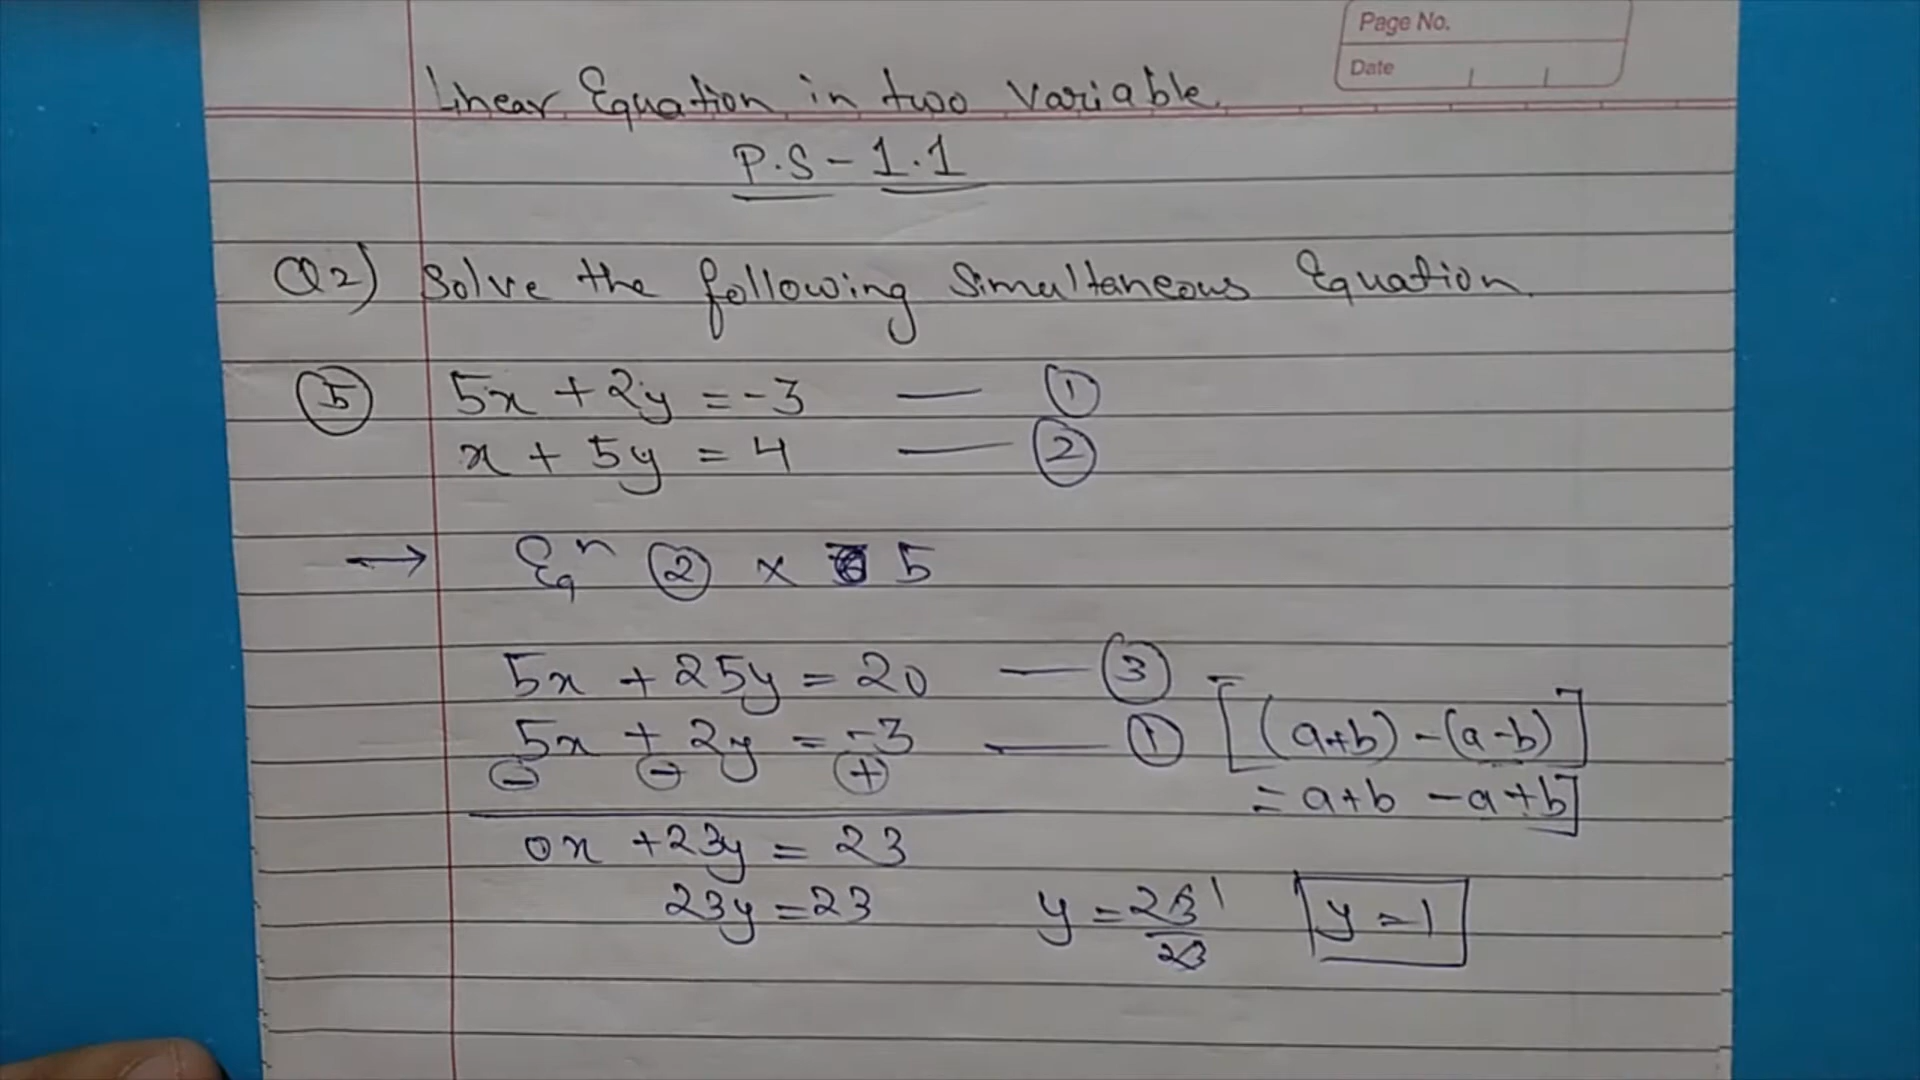 Page No.
Date
Linear Equation in two variable.
P.S - 1.1
Q2) Solve the following Simultaneous Equation.
⑤ 5x + 2y = -3 — ①
x + 5y = 4 — ②
→ Eqⁿ ② × 5
5x + 25y = 20 — ③
5x + 2y = -3 — ① [(a+b) - (a-b)]
⊖ ⊖ ⊕ = a+b - a+b]
0x + 23y = 23
23y = 23 y = 23/23 1 y = 1